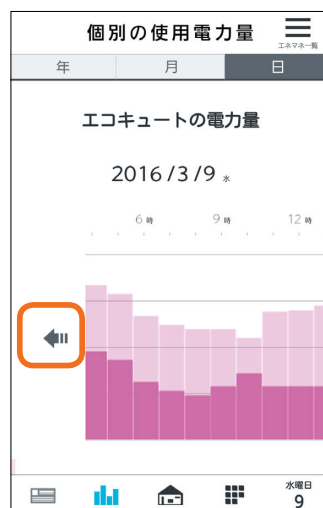 個別の使用電力量
エネマネ一覧
年 月 日
エコキュートの電力量
2016/3/9 水
6時 9時 12時
水曜日
9